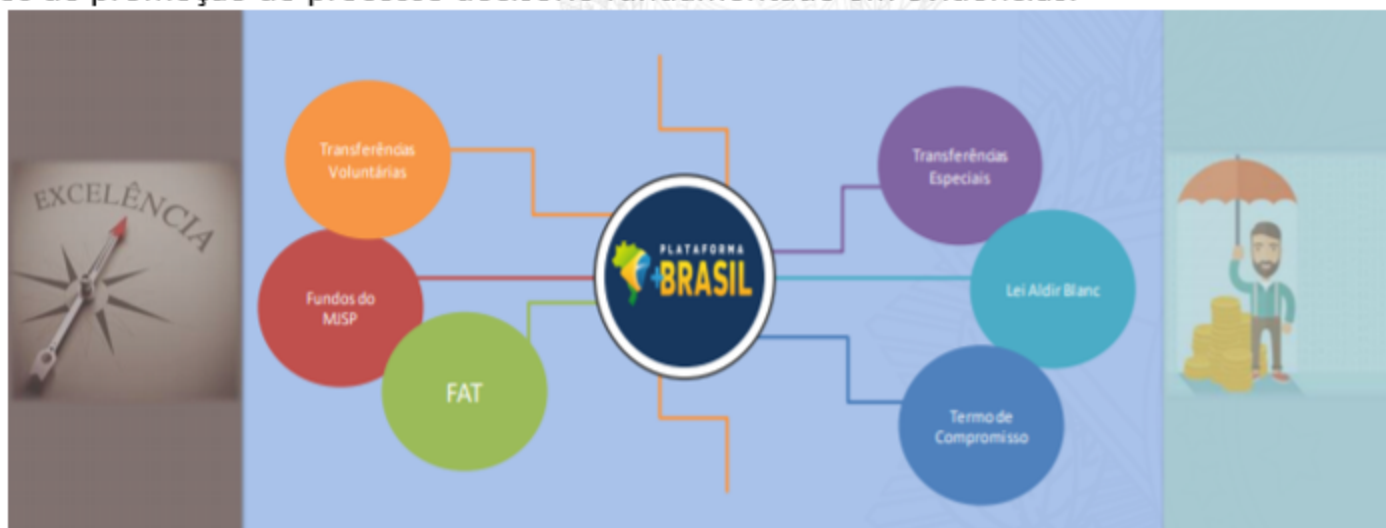 EXCELÊNCIA
Transferências
Voluntárias
Fundos do
MJSP
FAT
PLATAFORMA
+BRASIL
Transferências
Especiais
Lei Aldir Blanc
Termo de
Compromisso